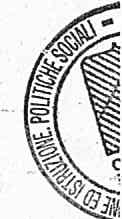 NE ED ISTRUZIONE. POLITICHE SOCIALI -